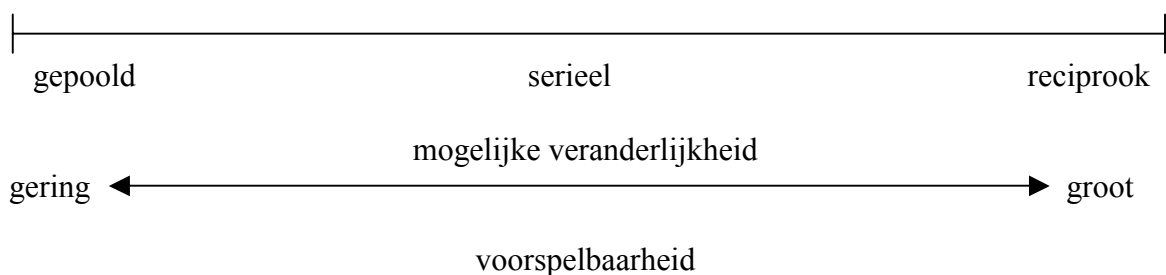 gepoold serieel reciprook
mogelijke veranderlijkheid
gering groot
voorspelbaarheid